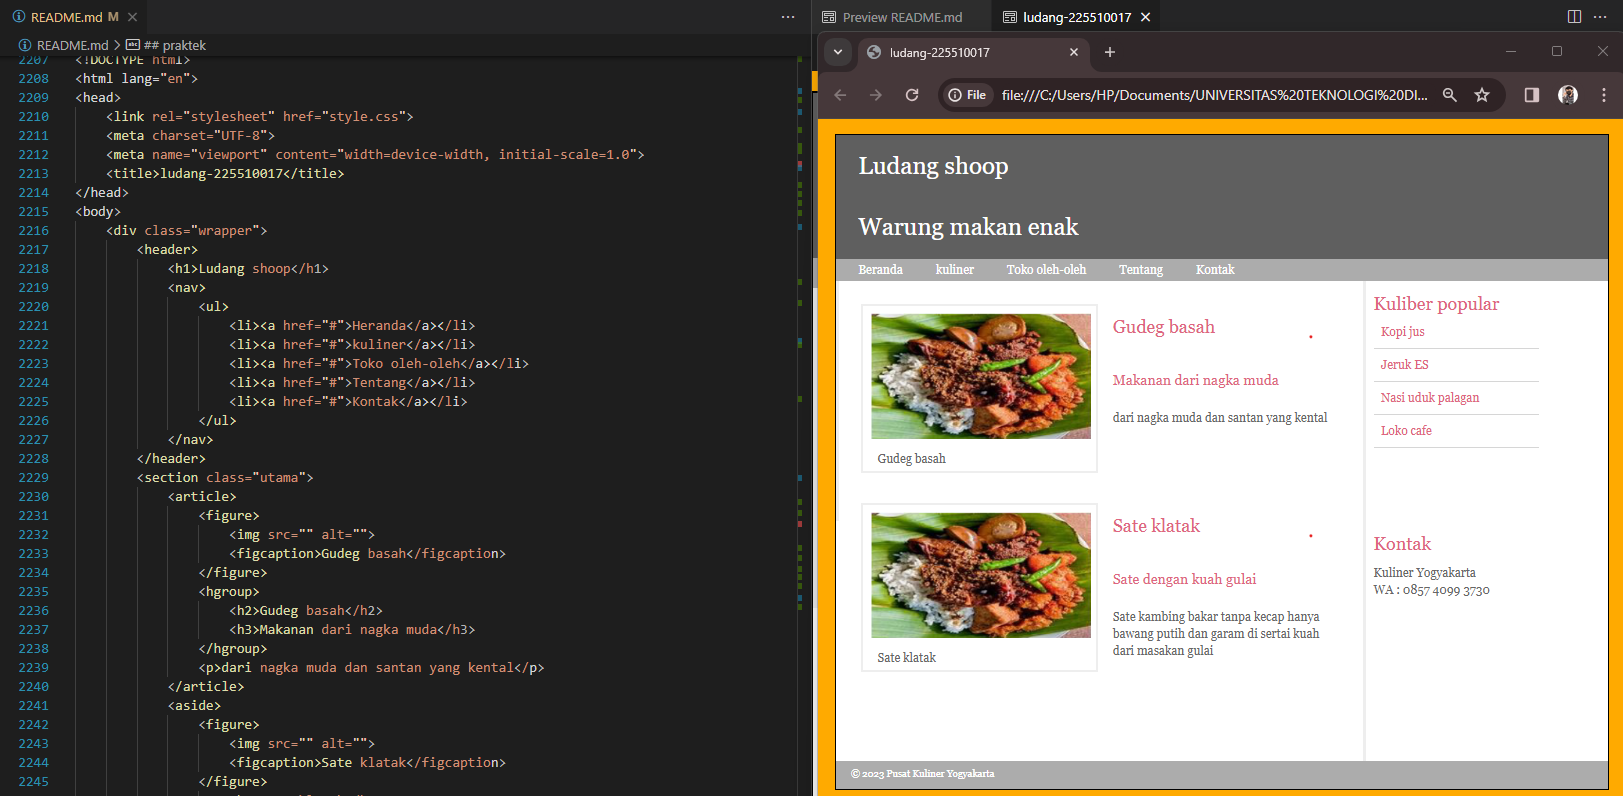 README.md M
README.md > ## praktek
2207 <!DOCTYPE html>
2208 <html lang="en">
2209 <head>
2210 <link rel="stylesheet" href="style.css">
2211 <meta charset="UTF-8">
2212 <meta name="viewport" content="width=device-width, initial-scale=1.0">
2213 <title>ludang-225510017</title>
2214 </head>
2215 <body>
2216 <div class="wrapper">
2217 <header>
2218 <h1>Ludang shoop</h1>
2219 <nav>
2220 <ul>
2221 <li><a href="#">Heranda</a></li>
2222 <li><a href="#">kuliner</a></li>
2223 <li><a href="#">Toko oleh-oleh</a></li>
2224 <li><a href="#">Tentang</a></li>
2225 <li><a href="#">Kontak</a></li>
2226 </ul>
2227 </nav>
2228 </header>
2229 <section class="utama">
2230 <article>
2231 <figure>
2232 <img src="" alt="">
2233 <figcaption>Gudeg basah</figcaption>
2234 </figure>
2235 <hgroup>
2236 <h2>Gudeg basah</h2>
2237 <h3>Makanan dari nagka muda</h3>
2238 </hgroup>
2239 <p>dari nagka muda dan santan yang kental</p>
2240 </article>
2241 <aside>
2242 <figure>
2243 <img src="" alt="">
2244 <figcaption>Sate klatak</figcaption>
2245 </figure>
Preview README.md ludang-225510017
ludang-225510017
File file:///C:/Users/HP/Documents/UNIVERSITAS%20TEKNOLOGI%20DI...
Ludang shoop
Warung makan enak
Beranda kuliner Toko oleh-oleh Tentang Kontak
Gudeg basah
Gudeg basah
Makanan dari nagka muda
dari nagka muda dan santan yang kental
Sate klatak
Sate klatak
Sate dengan kuah gulai
Sate kambing bakar tanpa kecap hanya
bawang putih dan garam di sertai kuah
dari masakan gulai
Kuliber popular
Kopi jus
Jeruk ES
Nasi uduk palagan
Loko cafe
Kontak
Kuliner Yogyakarta
WA : 0857 4099 3730
© 2023 Pusat Kuliner Yogyakarta